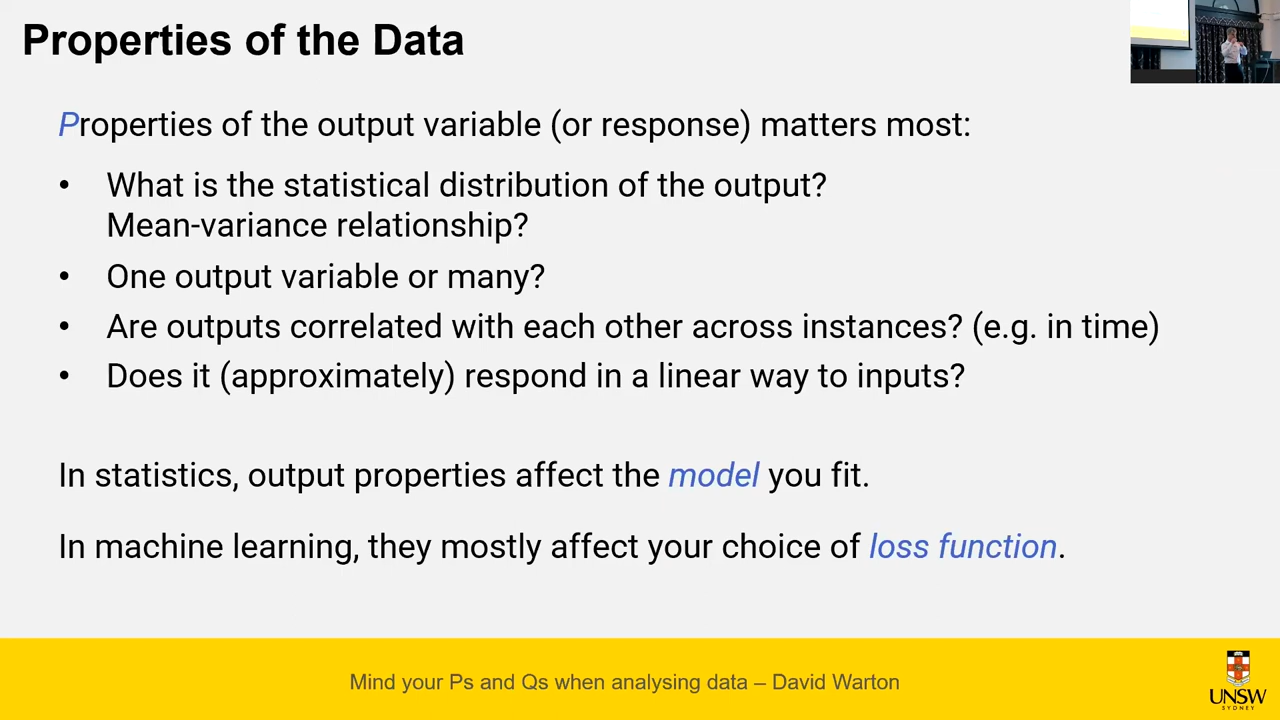 Properties of the Data
Properties of the output variable (or response) matters most:
• What is the statistical distribution of the output?
Mean-variance relationship?
• One output variable or many?
• Are outputs correlated with each other across instances? (e.g. in time)
• Does it (approximately) respond in a linear way to inputs?
In statistics, output properties affect the model you fit.
In machine learning, they mostly affect your choice of loss function.
Mind your Ps and Qs when analysing data – David Warton
UNSW
SYDNEY